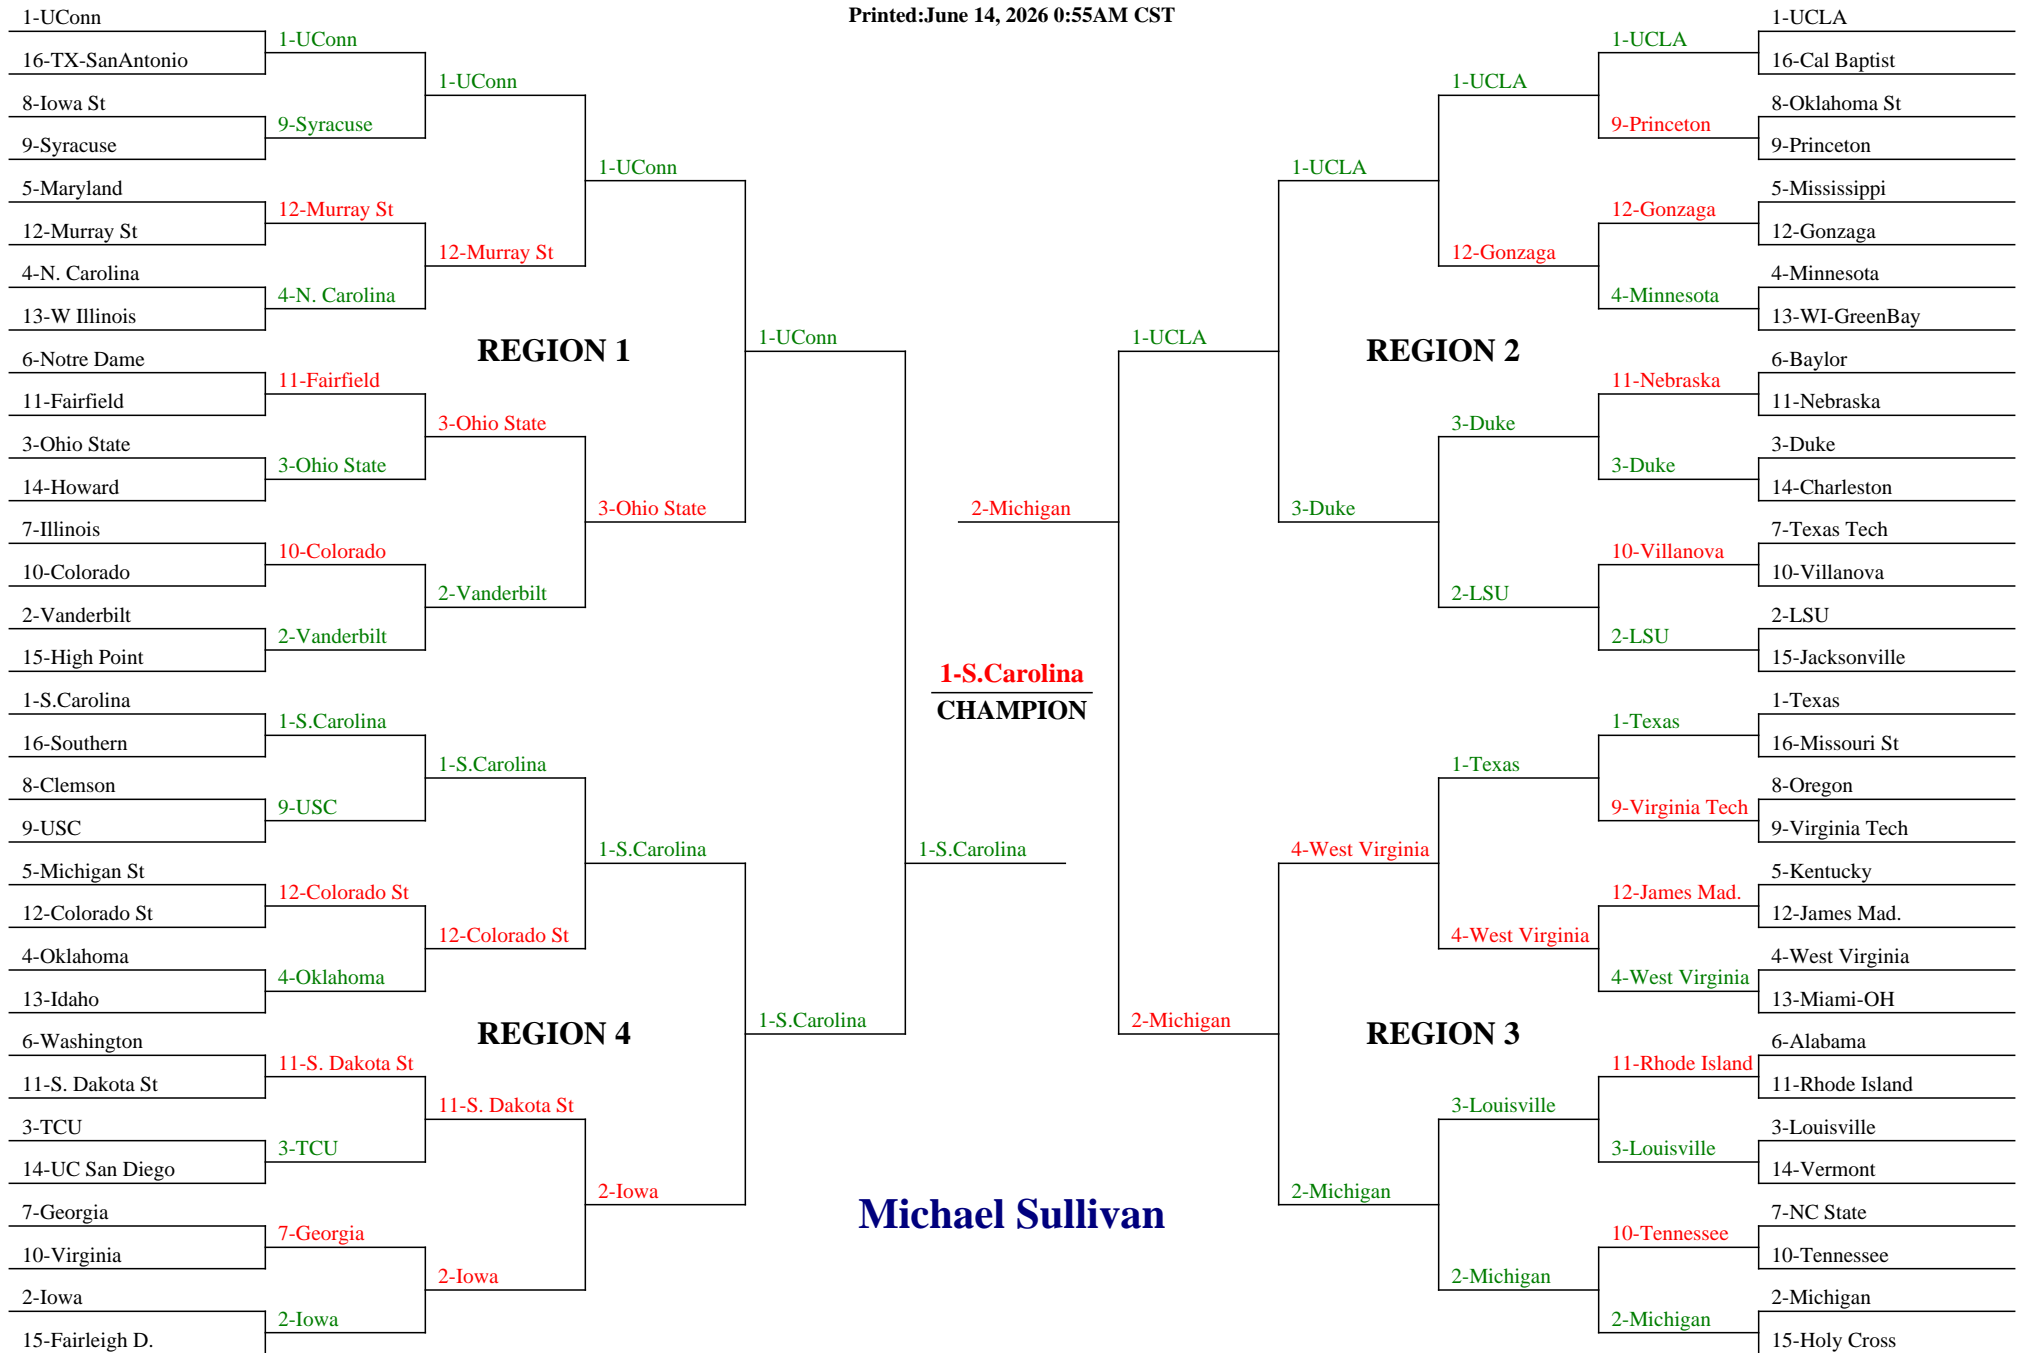 Printed:June 14, 2026 0:55AM CST
1-UConn
16-TX-SanAntonio
8-Iowa St
9-Syracuse
5-Maryland
12-Murray St
4-N. Carolina
13-W Illinois
6-Notre Dame
11-Fairfield
3-Ohio State
14-Howard
7-Illinois
10-Colorado
2-Vanderbilt
15-High Point
1-S.Carolina
16-Southern
8-Clemson
9-USC
5-Michigan St
12-Colorado St
4-Oklahoma
13-Idaho
6-Washington
11-S. Dakota St
3-TCU
14-UC San Diego
7-Georgia
10-Virginia
2-Iowa
15-Fairleigh D.
1-UConn
9-Syracuse
12-Murray St
4-N. Carolina
11-Fairfield
3-Ohio State
10-Colorado
2-Vanderbilt
1-S.Carolina
9-USC
12-Colorado St
4-Oklahoma
11-S. Dakota St
3-TCU
7-Georgia
2-Iowa
1-UConn
12-Murray St
3-Ohio State
2-Vanderbilt
1-S.Carolina
12-Colorado St
11-S. Dakota St
2-Iowa
REGION 1
REGION 4
1-UConn
3-Ohio State
1-S.Carolina
2-Iowa
1-UConn
1-S.Carolina
1-UConn
1-S.Carolina
2-Michigan
1-S.Carolina
CHAMPION
Michael Sullivan
1-UCLA
2-Michigan
1-UCLA
3-Duke
4-West Virginia
2-Michigan
REGION 2
REGION 3
1-UCLA
12-Gonzaga
3-Duke
2-LSU
1-Texas
4-West Virginia
3-Louisville
2-Michigan
1-UCLA
9-Princeton
12-Gonzaga
4-Minnesota
11-Nebraska
3-Duke
10-Villanova
2-LSU
1-Texas
9-Virginia Tech
12-James Mad.
4-West Virginia
11-Rhode Island
3-Louisville
10-Tennessee
2-Michigan
1-UCLA
16-Cal Baptist
8-Oklahoma St
9-Princeton
5-Mississippi
12-Gonzaga
4-Minnesota
13-WI-GreenBay
6-Baylor
11-Nebraska
3-Duke
14-Charleston
7-Texas Tech
10-Villanova
2-LSU
15-Jacksonville
1-Texas
16-Missouri St
8-Oregon
9-Virginia Tech
5-Kentucky
12-James Mad.
4-West Virginia
13-Miami-OH
6-Alabama
11-Rhode Island
3-Louisville
14-Vermont
7-NC State
10-Tennessee
2-Michigan
15-Holy Cross